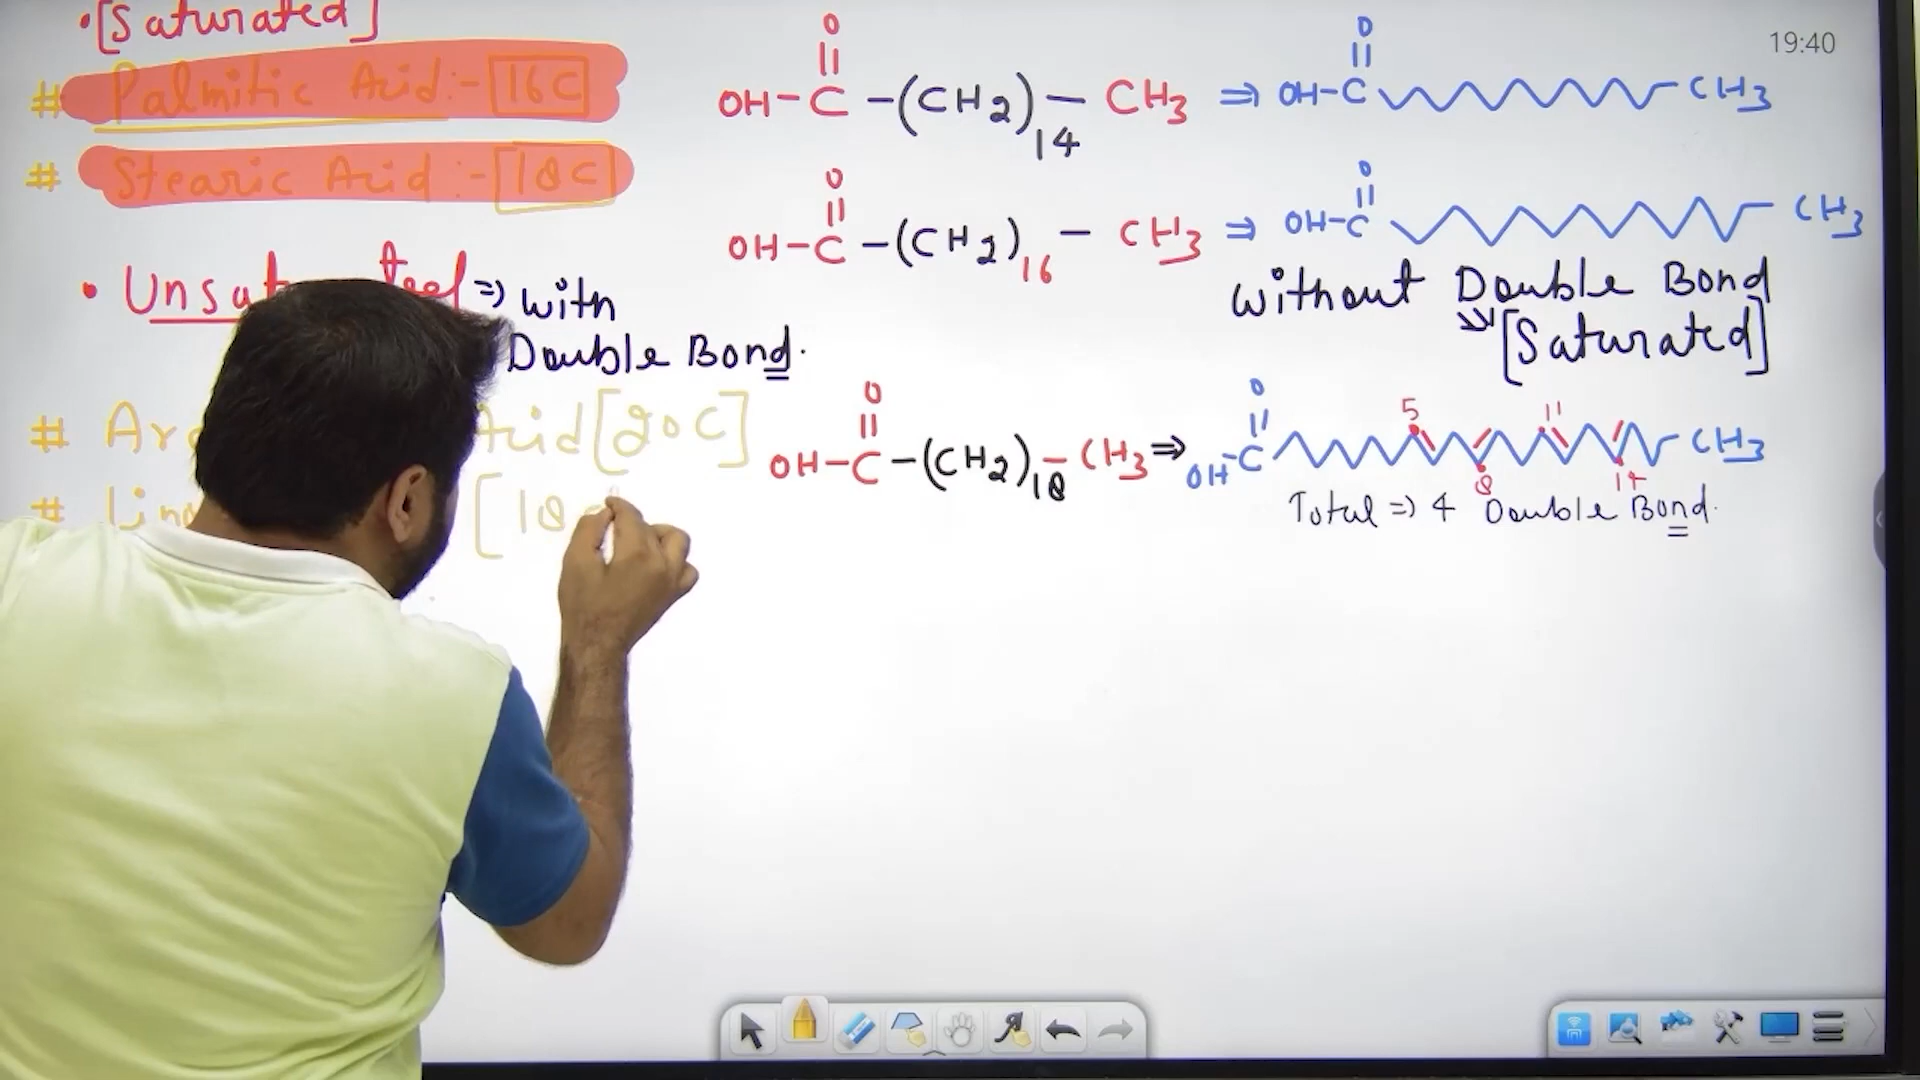 •[Saturated]
# Palmitic Acid:- 16C
# Stearic Acid:- 18C
• Unsat ted => with
Double Bond.
# Ar Acid [20C]
# Lino [18
19:40
O
OH-C-(CH2)14-CH3 => OH-C CH3
O
O
OH-C-(CH2)16-CH3 => OH-C CH3
O
without Double Bond
[Saturated]
O
OH-C-(CH2)18-CH3 => OH-C CH3
O
5 8 11 14
Total => 4 Double Bond.